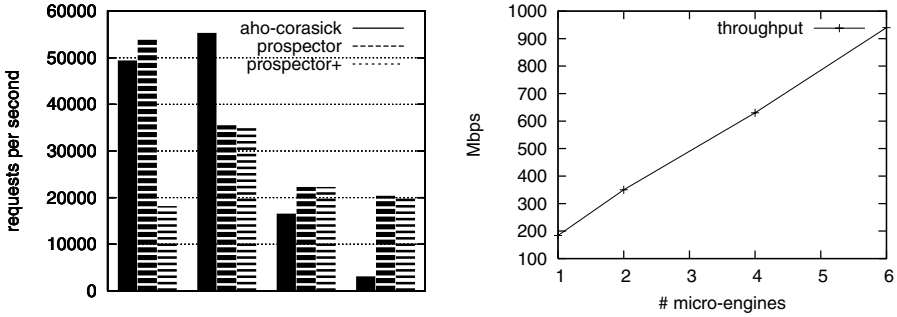 60000
50000
40000
30000
20000
10000
0
requests per second
aho-corasick
prospector
prospector+
1000
900
800
700
600
500
400
300
200
100
Mbps
throughput
1 2 3 4 5 6
# micro-engines